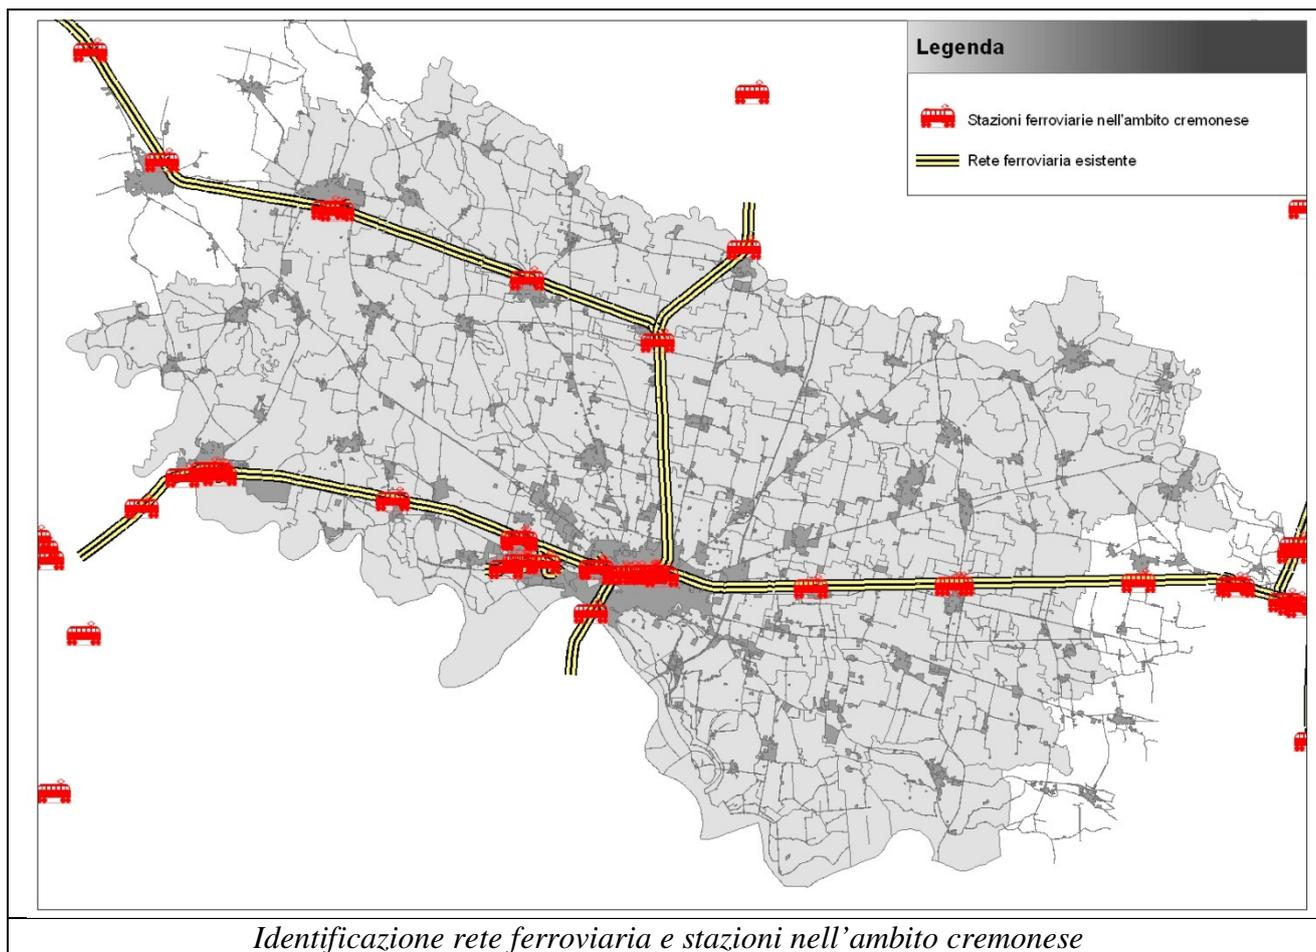 Legenda
Stazioni ferroviarie nell'ambito cremonese
Rete ferroviaria esistente
Identificazione rete ferroviaria e stazioni nell’ambito cremonese